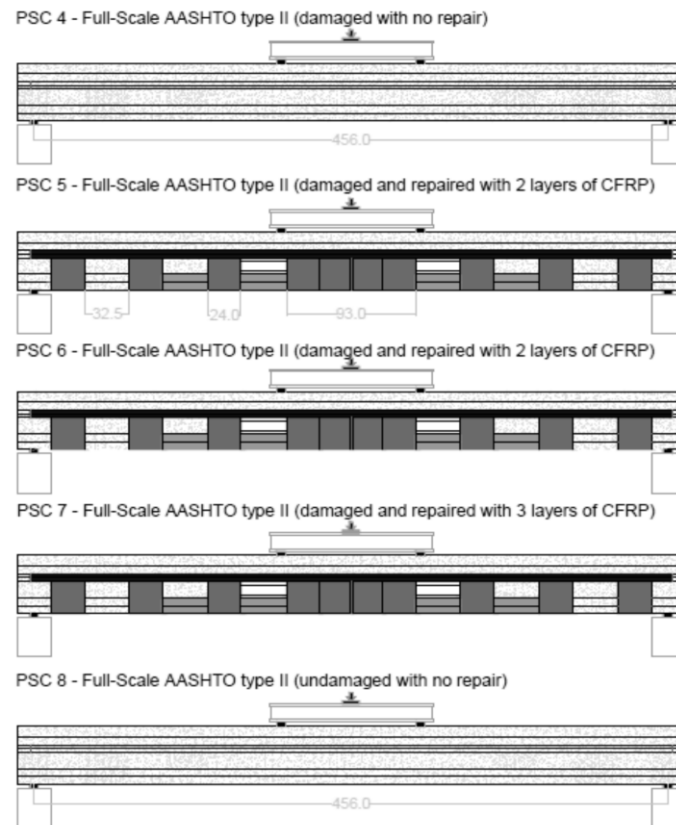 PSC 4 - Full-Scale AASHTO type II (damaged with no repair)
456.0
PSC 5 - Full-Scale AASHTO type II (damaged and repaired with 2 layers of CFRP)
32.5 24.0 93.0
PSC 6 - Full-Scale AASHTO type II (damaged and repaired with 2 layers of CFRP)
PSC 7 - Full-Scale AASHTO type II (damaged and repaired with 3 layers of CFRP)
PSC 8 - Full-Scale AASHTO type II (undamaged with no repair)
456.0